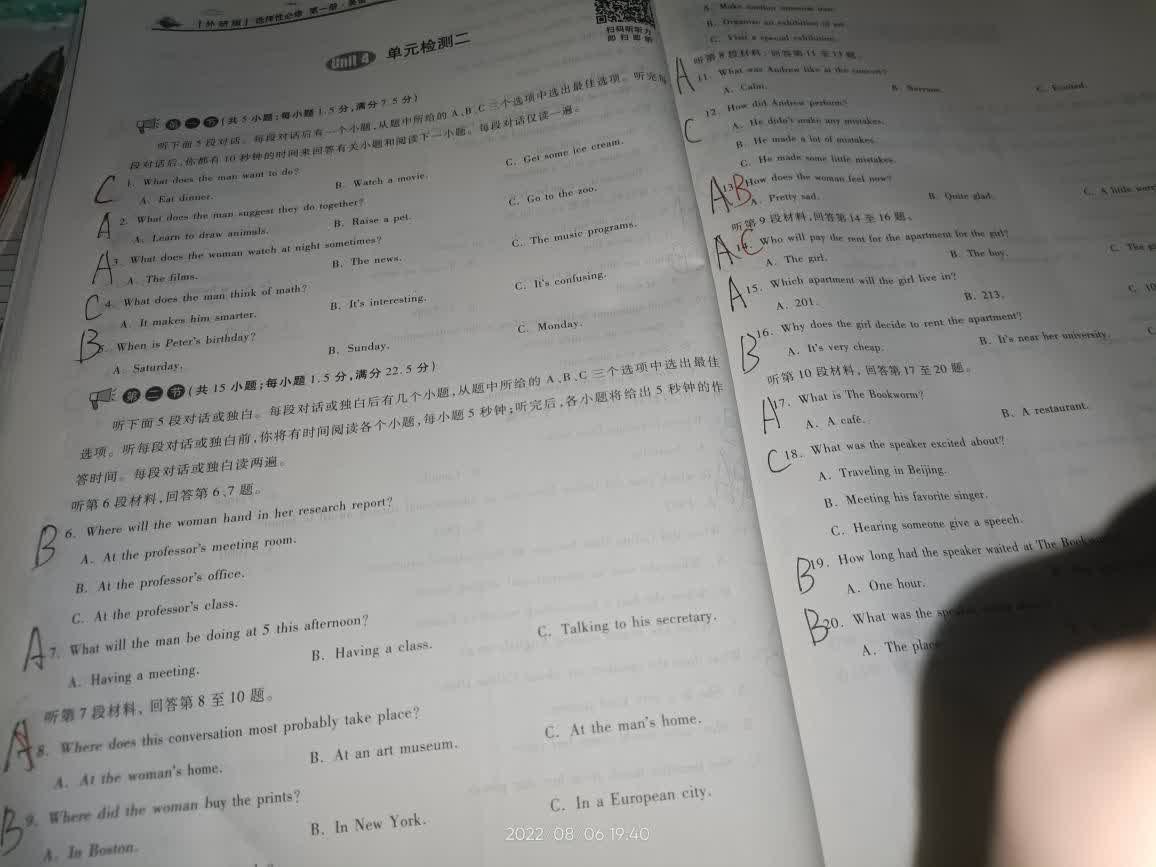 外研版 选择性必修 第一册·英语
扫码听听力
即扫即听
Unit 4 单元检测二
第一节(共5小题;每小题1.5分,满分7.5分)
听下面5段对话。每段对话后有一个小题,从题中所给的A、B、C三个选项中选出最佳选项。听完每
段对话后,你都有10秒钟的时间来回答有关小题和阅读下一小题。每段对话仅读一遍。
C 1. What does the man want to do?
A. Eat dinner. B. Watch a movie. C. Get some ice cream.
A 2. What does the man suggest they do together?
A. Learn to draw animals. B. Raise a pet. C. Go to the zoo.
A 3. What does the woman watch at night sometimes?
A. The films. B. The news. C. The music programs.
C 4. What does the man think of math?
A. It makes him smarter. B. It's interesting. C. It's confusing.
B 5. When is Peter's birthday?
A. Saturday. B. Sunday. C. Monday.
第二节(共15小题;每小题1.5分,满分22.5分)
听下面5段对话或独白。每段对话或独白后有几个小题,从题中所给的A、B、C三个选项中选出最佳
选项。听每段对话或独白前,你将有时间阅读各个小题,每小题5秒钟;听完后,各小题将给出5秒钟的作
答时间。每段对话或独白读两遍。
听第6段材料,回答第6、7题。
B 6. Where will the woman hand in her research report?
A. At the professor's meeting room.
B. At the professor's office.
C. At the professor's class.
A 7. What will the man be doing at 5 this afternoon?
A. Having a meeting. B. Having a class. C. Talking to his secretary.
听第7段材料,回答第8至10题。
A 8. Where does this conversation most probably take place?
A. At the woman's home. B. At an art museum. C. At the man's home.
B 9. Where did the woman buy the prints?
A. In Boston. B. In New York. C. In a European city.
A. Make another museum tour.
B. Organize an exhibition
C. Visit a special exhibition.
听第8段材料,回答第11至13题。
A 11. What was Andrew like at the concert?
A. Calm. B. Nervous. C. Excited.
C 12. How did Andrew perform?
A. He didn't make any mistakes.
B. He made a lot of mistakes.
C. He made some little mistakes.
A B 13. How does the woman feel now?
A. Pretty sad. B. Quite glad. C. A little
听第9段材料,回答第14至16题。
A C 14. Who will pay the rent for the apartment for the girl?
A. The girl. B. The boy. C. The
A 15. Which apartment will the girl live in?
A. 201. B. 213. C.
B 16. Why does the girl decide to rent the apartment?
A. It's very cheap. B. It's near her university. C.
听第10段材料,回答第17至20题。
A 17. What is The Bookworm?
A. A café. B. A restaurant.
C 18. What was the speaker excited about?
A. Traveling in Beijing.
B. Meeting his favorite singer.
C. Hearing someone give a speech.
B 19. How long had the speaker waited at The
A. One hour.
B 20. What was the
A. The
2022 08 06 19:40